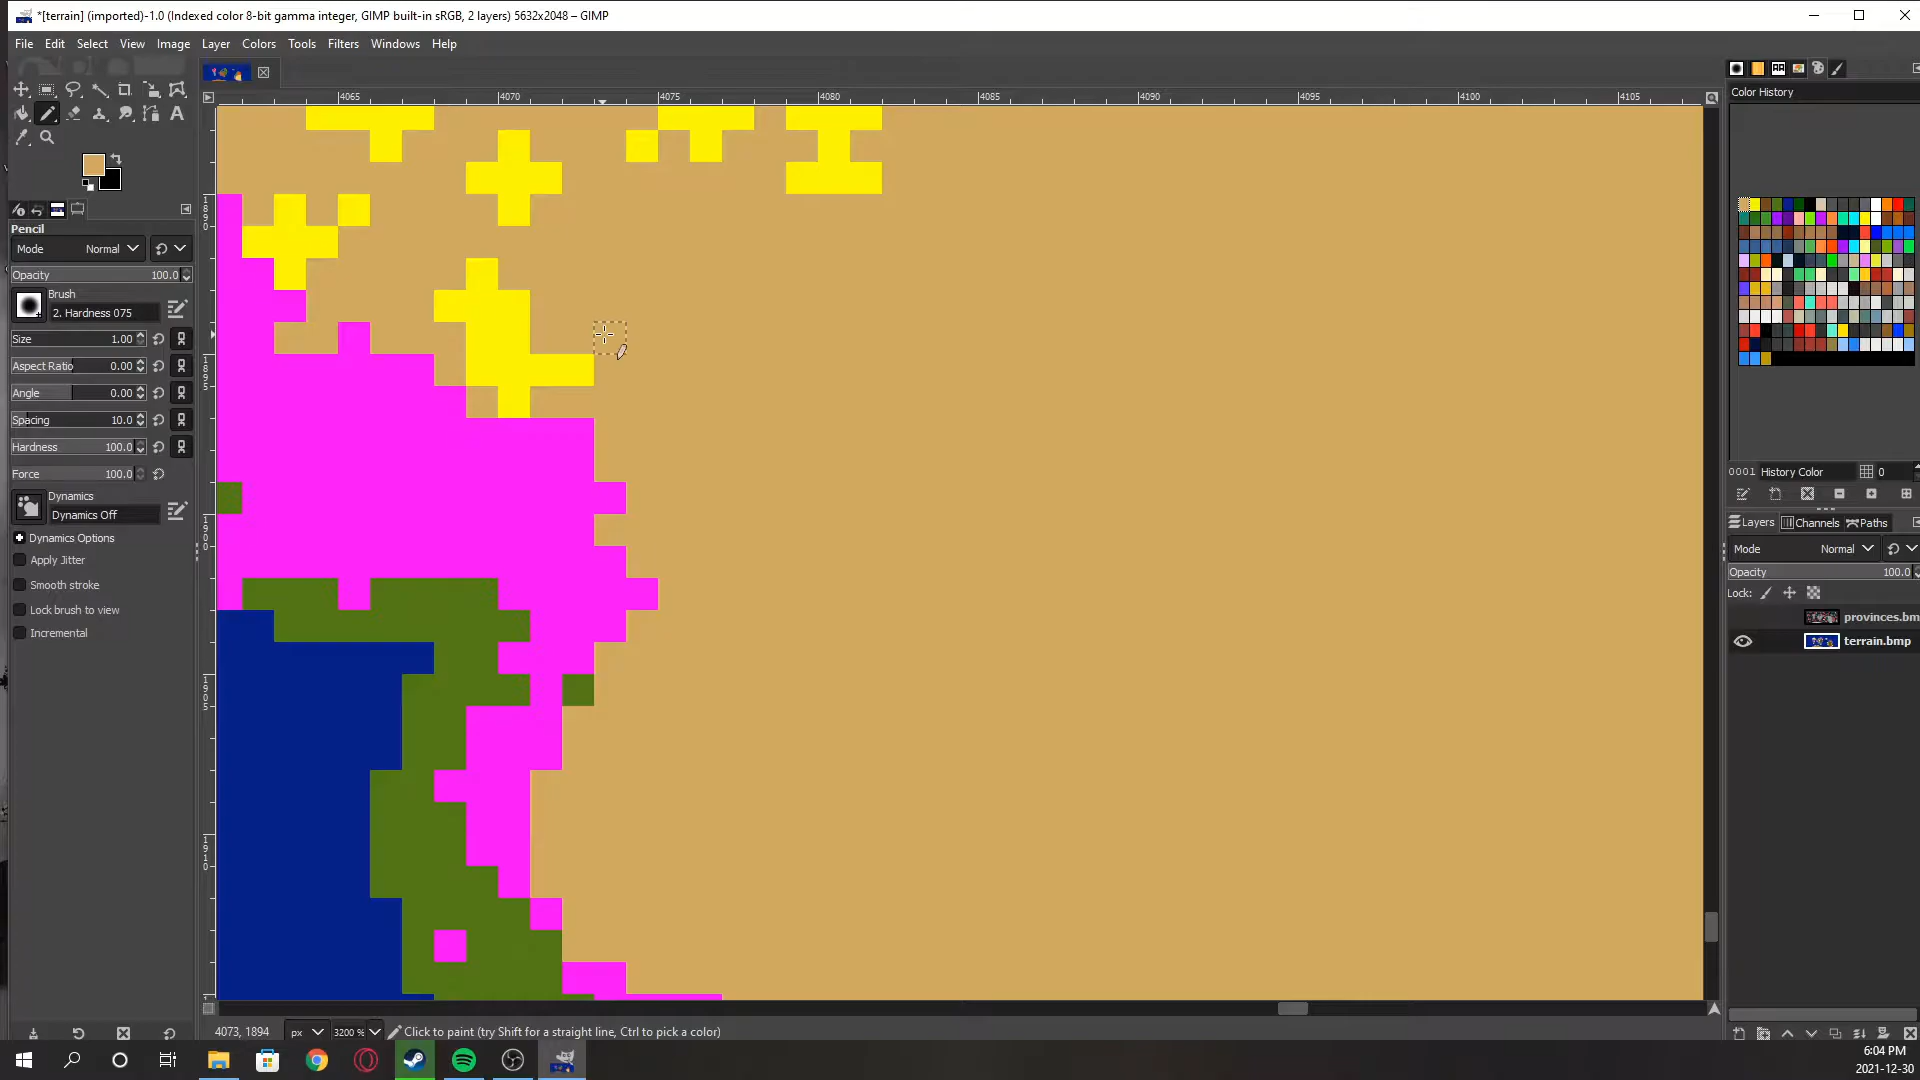 *[terrain] (imported)-1.0 (Indexed color 8-bit gamma integer, GIMP built-in sRGB, 2 layers) 5632x2048 – GIMP
File Edit Select View Image Layer Colors Tools Filters Windows Help
4065 4070 4075 4080 4085 4090 4095 4100 4105
Color History
Pencil
Mode Normal
Opacity 100.0
Brush
2. Hardness 075
Size 1.00
Aspect Ratio 0.00
Angle 0.00
Spacing 10.0
Hardness 100.0
Force 100.0
Dynamics
Dynamics Off
Dynamics Options
Apply Jitter
Smooth stroke
Lock brush to view
Incremental
1890
1895
1900
1905
1910
0001 History Color 0
Layers Channels Paths
Mode Normal
Opacity 100.0
Lock:
provinces.bm
terrain.bmp
4073, 1894 px 3200 % Click to paint (try Shift for a straight line, Ctrl to pick a color)
6:04 PM
2021-12-30